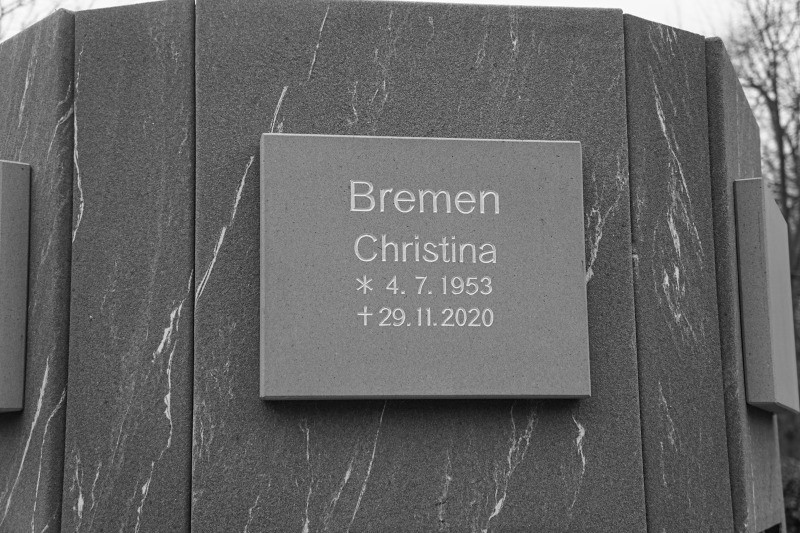 Bremen
Christina
* 4. 7. 1953
† 29. 11. 2020